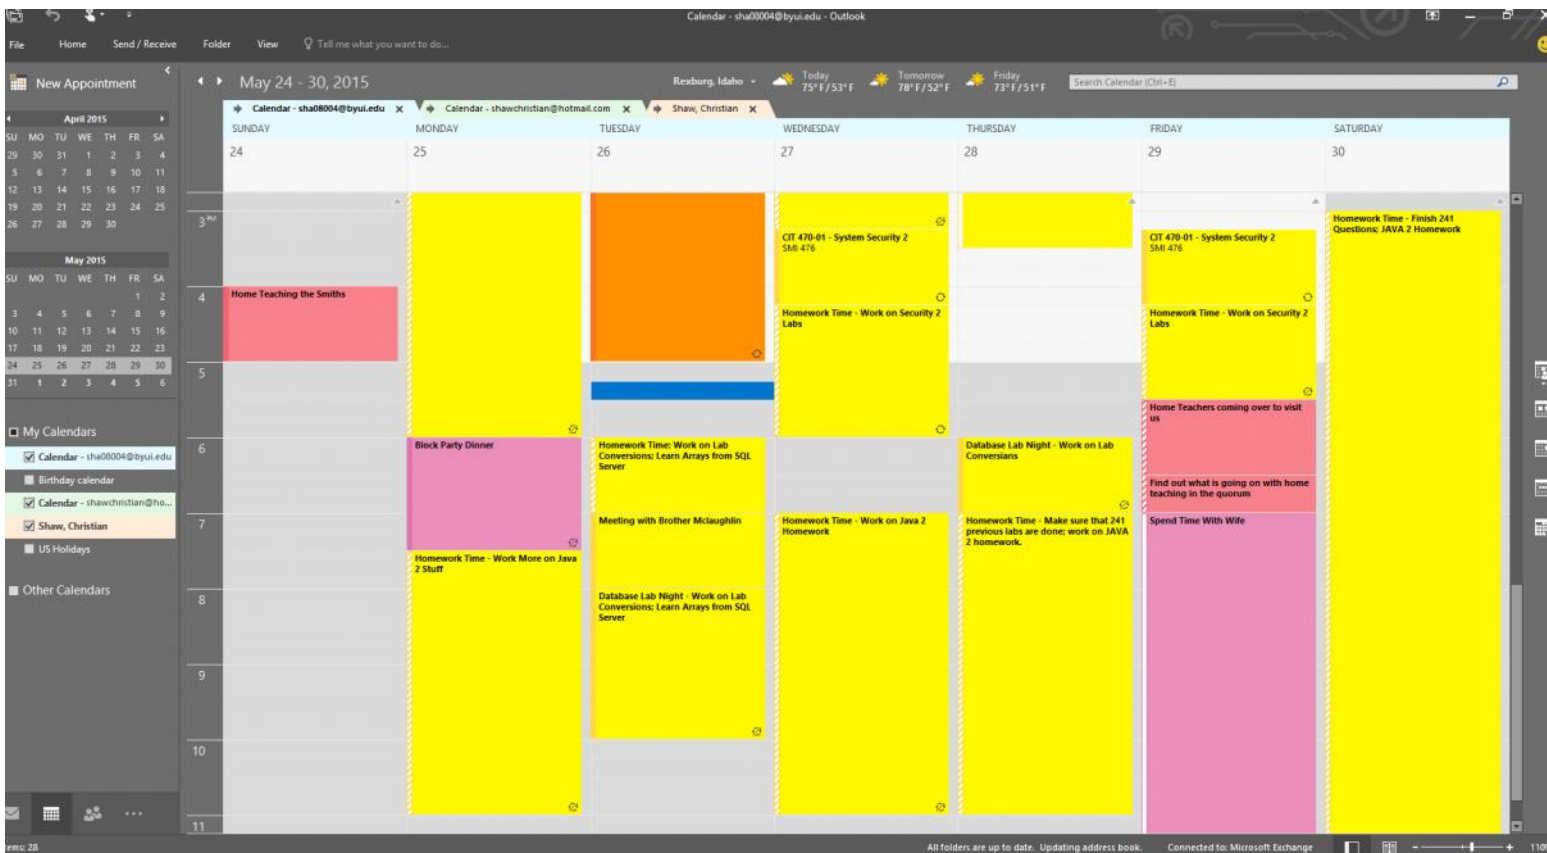 Calendar - sha08004@byui.edu - Outlook
File Home Send / Receive Folder View Tell me what you want to do...
New Appointment
May 24 - 30, 2015
Rexburg, Idaho
Today
75° F / 53° F
Tomorrow
78° F / 52° F
Friday
73° F / 51° F
Search Calendar (Ctrl+E)
Calendar - sha08004@byui.edu Calendar - shawchristian@hotmail.com Shaw, Christian
April 2015
SU MO TU WE TH FR SA
29 30 31 1 2 3 4
5 6 7 8 9 10 11
12 13 14 15 16 17 18
19 20 21 22 23 24 25
26 27 28 29 30
May 2015
SU MO TU WE TH FR SA
1 2
3 4 5 6 7 8 9
10 11 12 13 14 15 16
17 18 19 20 21 22 23
24 25 26 27 28 29 30
31 1 2 3 4 5 6
My Calendars
Calendar - sha08004@byui.edu
Birthday calendar
Calendar - shawchristian@ho...
Shaw, Christian
US Holidays
Other Calendars
SUNDAY MONDAY TUESDAY WEDNESDAY THURSDAY FRIDAY SATURDAY
24 25 26 27 28 29 30
3 PM
4
5
6
7
8
9
10
11
Home Teaching the Smiths
Block Party Dinner
Homework Time - Work More on Java
2 Stuff
Homework Time: Work on Lab
Conversions; Learn Arrays from SQL
Server
Meeting with Brother Mclaughlin
Database Lab Night - Work on Lab
Conversions; Learn Arrays from SQL
Server
CIT 470-01 - System Security 2
SMI 476
Homework Time - Work on Security 2
Labs
Homework Time - Work on Java 2
Homework
Database Lab Night - Work on Lab
Conversians
Homework Time - Make sure that 241
previous labs are done; work on JAVA
2 homework.
CIT 470-01 - System Security 2
SMI 476
Homework Time - Work on Security 2
Labs
Home Teachers coming over to visit
us
Find out what is going on with home
teaching in the quorum
Spend Time With Wife
Homework Time - Finish 241
Questions; JAVA 2 Homework
All folders are up to date. Updating address book. Connected to: Microsoft Exchange